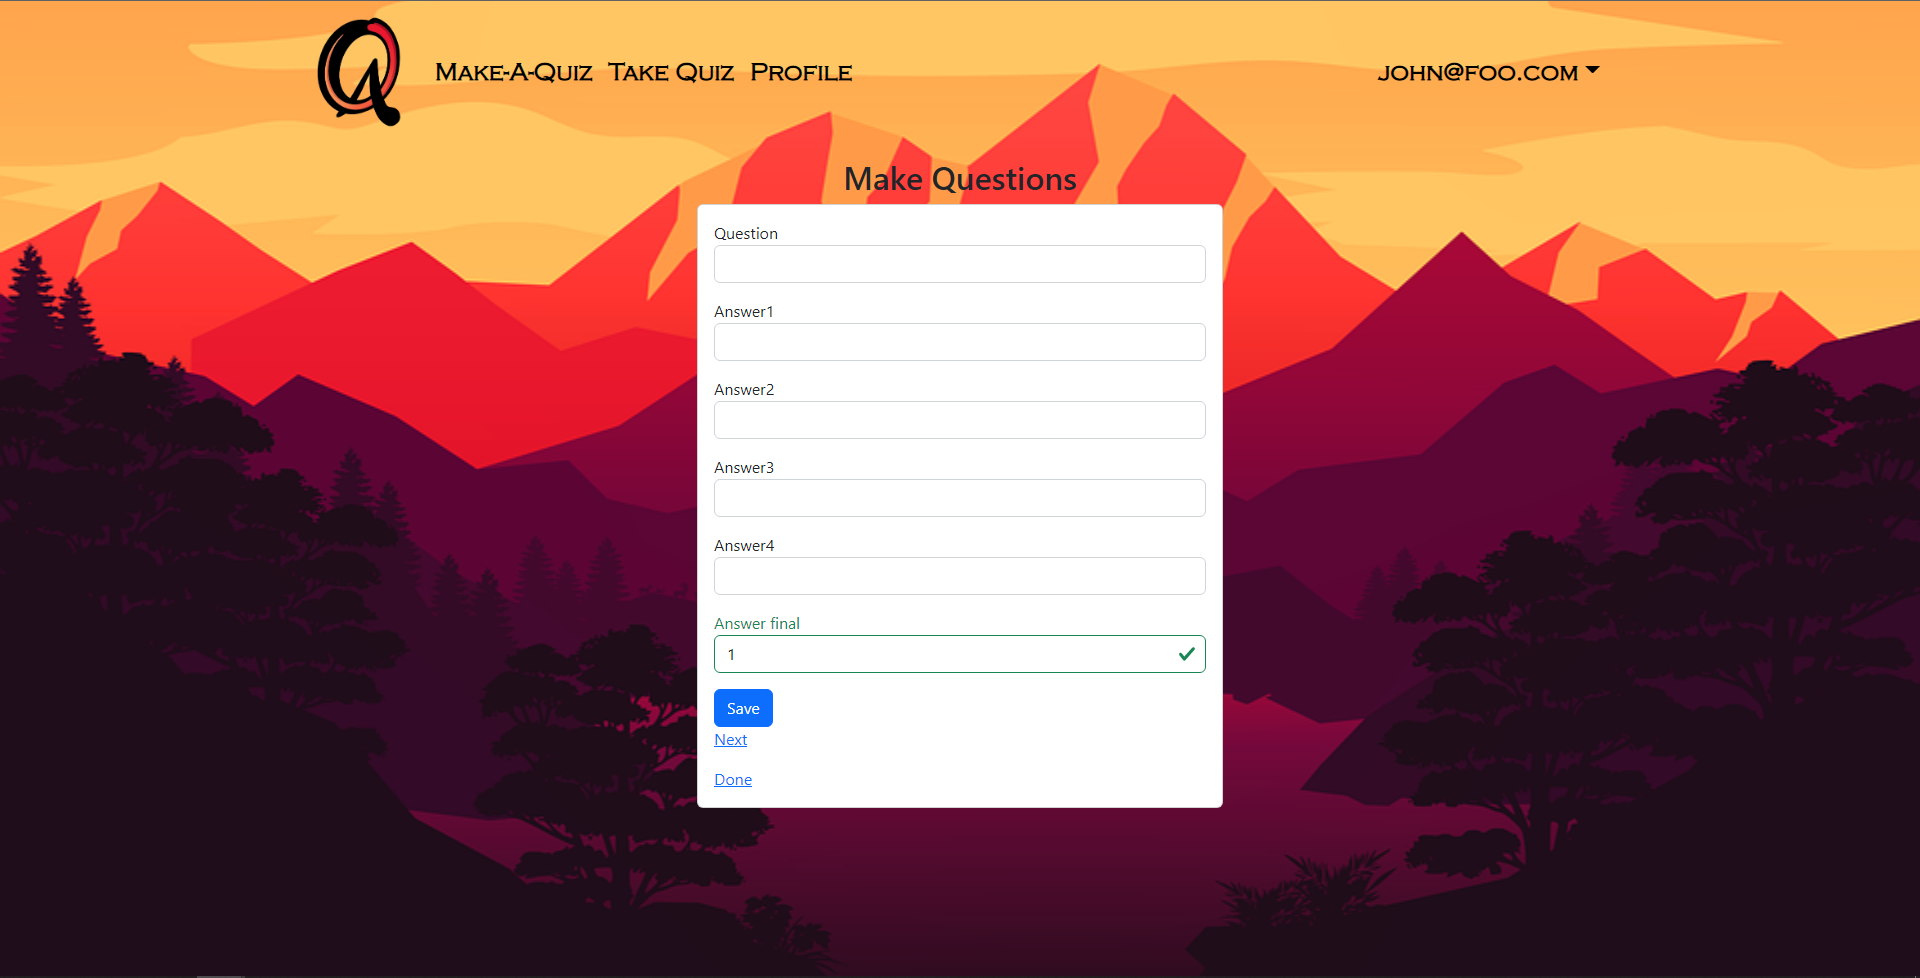 Make-A-Quiz Take Quiz Profile john@foo.com
Make Questions
Question
Answer1
Answer2
Answer3
Answer4
Answer final
1
Save
Next
Done